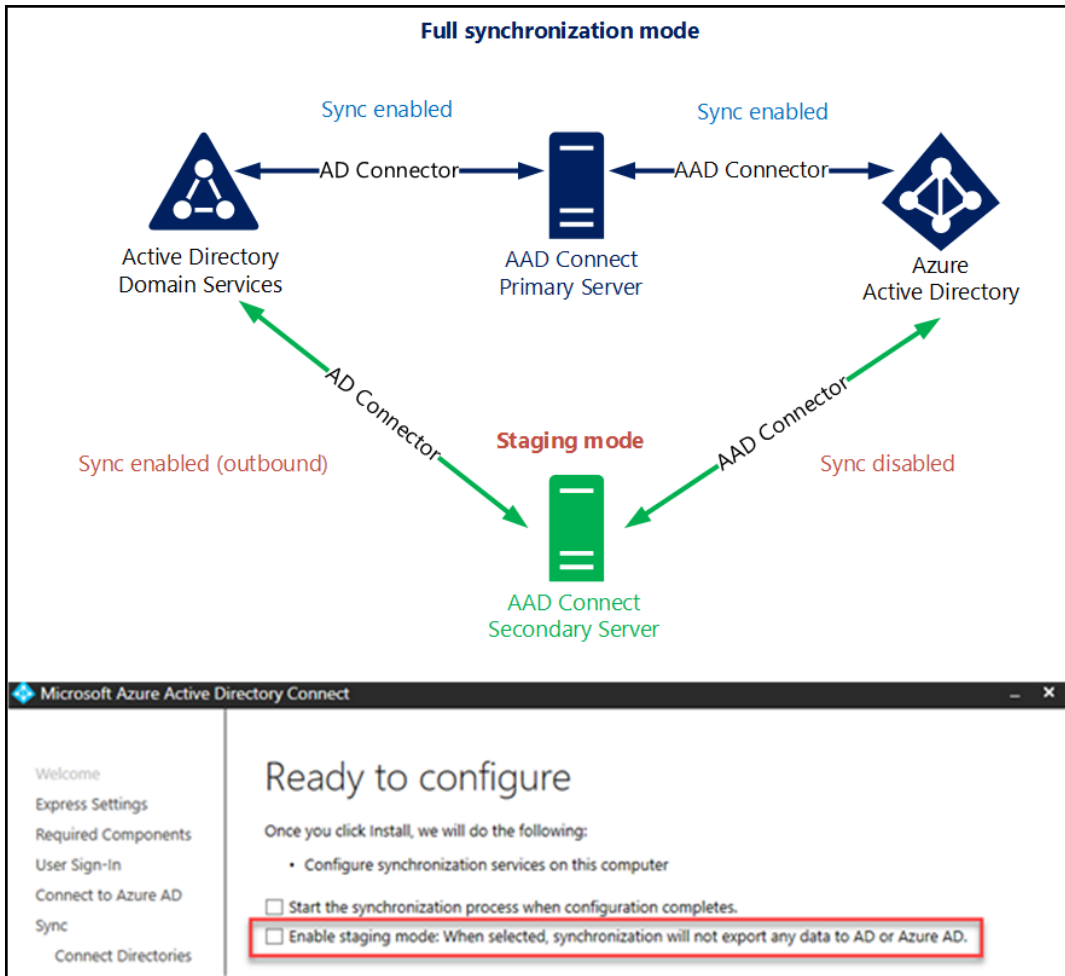 Full synchronization mode
Sync enabled
Sync enabled
AD Connector
AAD Connector
Active Directory
Domain Services
AAD Connect
Primary Server
Azure
Active Directory
AD Connector
AAD Connector
Staging mode
Sync enabled (outbound)
Sync disabled
AAD Connect
Secondary Server
Microsoft Azure Active Directory Connect
Welcome
Express Settings
Required Components
User Sign-In
Connect to Azure AD
Sync
Connect Directories
Ready to configure
Once you click Install, we will do the following:
• Configure synchronization services on this computer
Start the synchronization process when configuration completes.
Enable staging mode: When selected, synchronization will not export any data to AD or Azure AD.